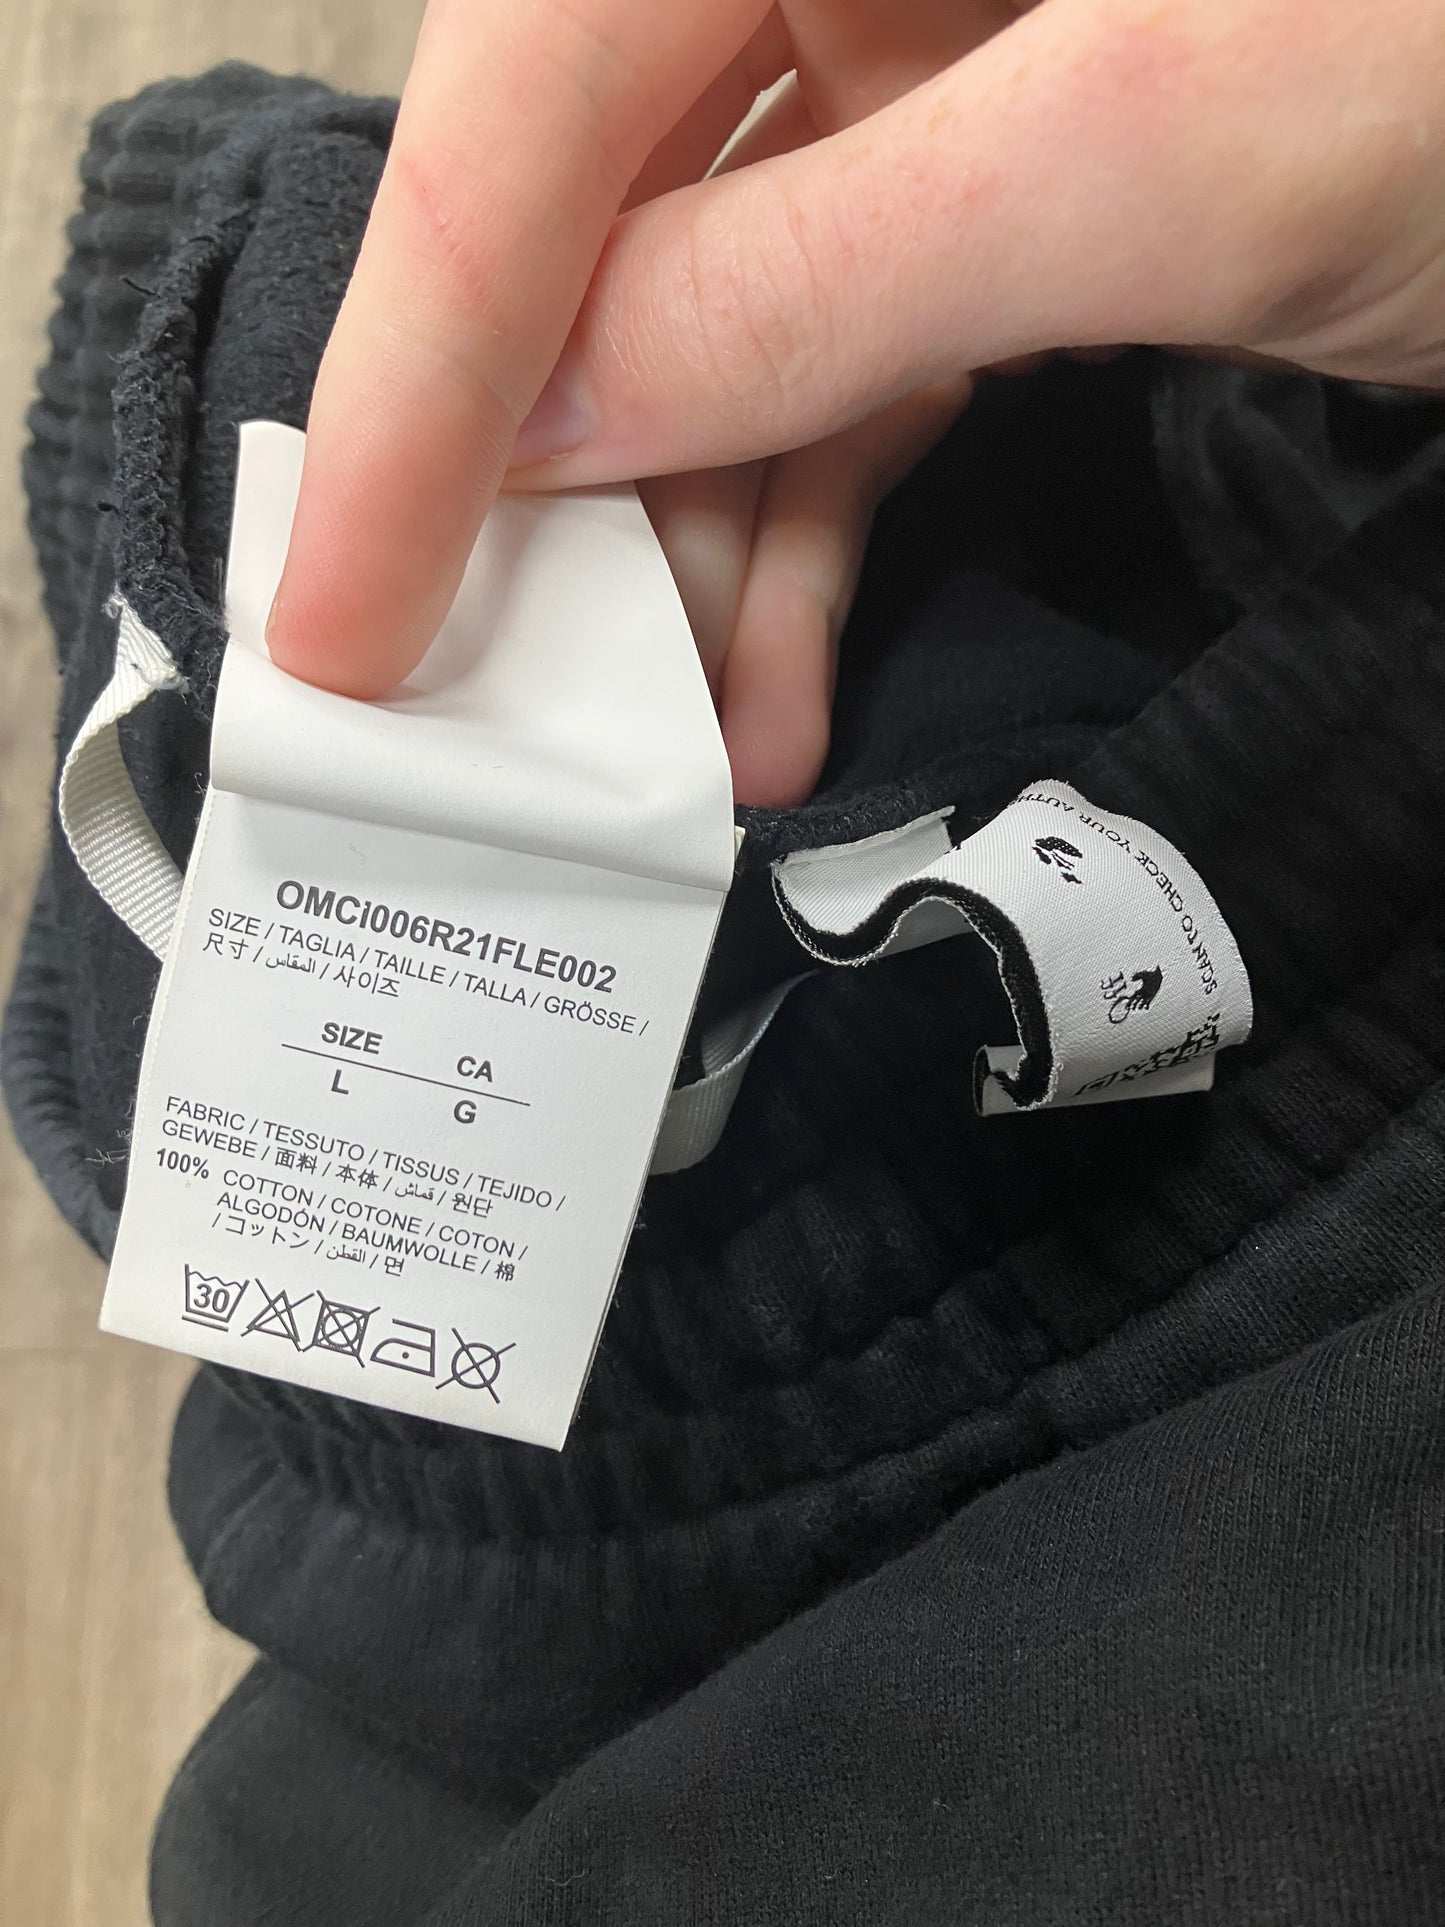 OMCi006R21FLE002
SIZE / TAGLIA / TAILLE / TALLA / GRÖSSE /
尺寸 / المقاس / 사이즈
SIZE CA
L G
FABRIC / TESSUTO / TISSUS / TEJIDO /
GEWEBE / 面料 / 本体 / قماش / 원단
100% COTTON / COTONE / COTON /
ALGODÓN / BAUMWOLLE / 棉
/ コットン / القطن / 면
30
SCAN TO CHECK YOUR